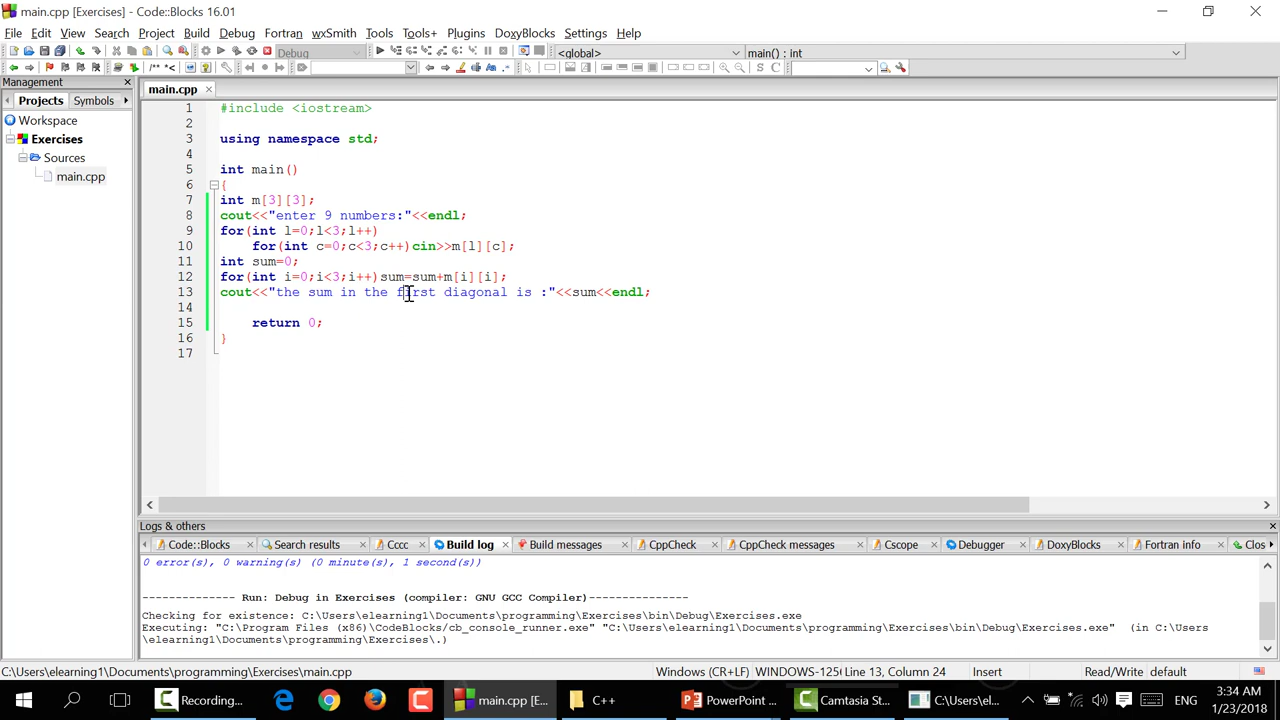 main.cpp [Exercises] - Code::Blocks 16.01
File Edit View Search Project Build Debug Fortran wxSmith Tools Tools+ Plugins DoxyBlocks Settings Help
Debug <global> main() : int
Management
Projects Symbols
main.cpp
Workspace
Exercises
Sources
main.cpp
1 #include <iostream>
2
3 using namespace std;
4
5 int main()
6 {
7 int m[3][3];
8 cout<<"enter 9 numbers:"<<endl;
9 for(int l=0;l<3;l++)
10 for(int c=0;c<3;c++)cin>>m[l][c];
11 int sum=0;
12 for(int i=0;i<3;i++)sum=sum+m[i][i];
13 cout<<"the sum in the first diagonal is :"<<sum<<endl;
14
15 return 0;
16 }
17
Logs & others
Code::Blocks Search results Cccc Build log Build messages CppCheck CppCheck messages Cscope Debugger DoxyBlocks Fortran info Clos
0 error(s), 0 warning(s) (0 minute(s), 1 second(s))
-------------- Run: Debug in Exercises (compiler: GNU GCC Compiler)---------------
Checking for existence: C:\Users\elearning1\Documents\programming\Exercises\bin\Debug\Exercises.exe
Executing: "C:\Program Files (x86)\CodeBlocks/cb_console_runner.exe" "C:\Users\elearning1\Documents\programming\Exercises\bin\Debug\Exercises.exe" (in C:\Users
\elearning1\Documents\programming\Exercises\.)
C:\Users\elearning1\Documents\programming\Exercises\main.cpp Windows (CR+LF) WINDOWS-125( Line 13, Column 24 Insert Read/Write default
Recording... main.cpp [E... C++ PowerPoint ... Camtasia St... C:\Users\el... ENG
3:34 AM
1/23/2018